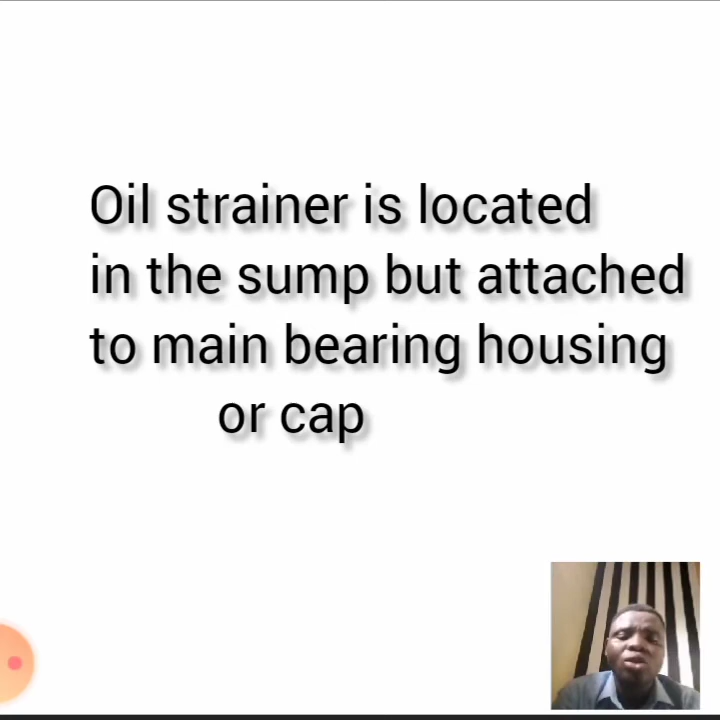 Oil strainer is located
in the sump but attached
to main bearing housing
or cap